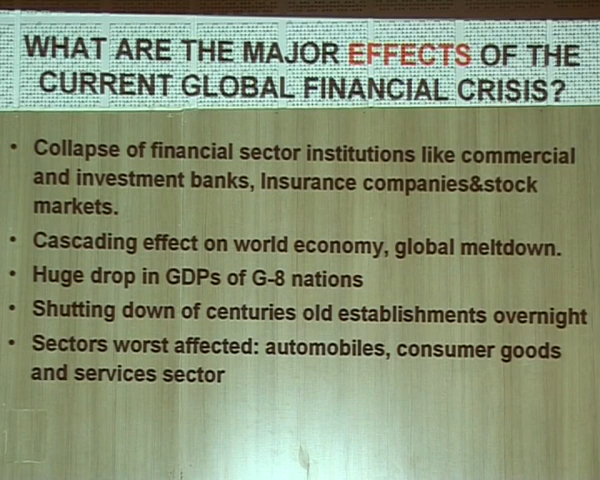 WHAT ARE THE MAJOR EFFECTS OF THE
CURRENT GLOBAL FINANCIAL CRISIS?
• Collapse of financial sector institutions like commercial
and investment banks, Insurance companies&stock
markets.
• Cascading effect on world economy, global meltdown.
• Huge drop in GDPs of G-8 nations
• Shutting down of centuries old establishments overnight
• Sectors worst affected: automobiles, consumer goods
and services sector